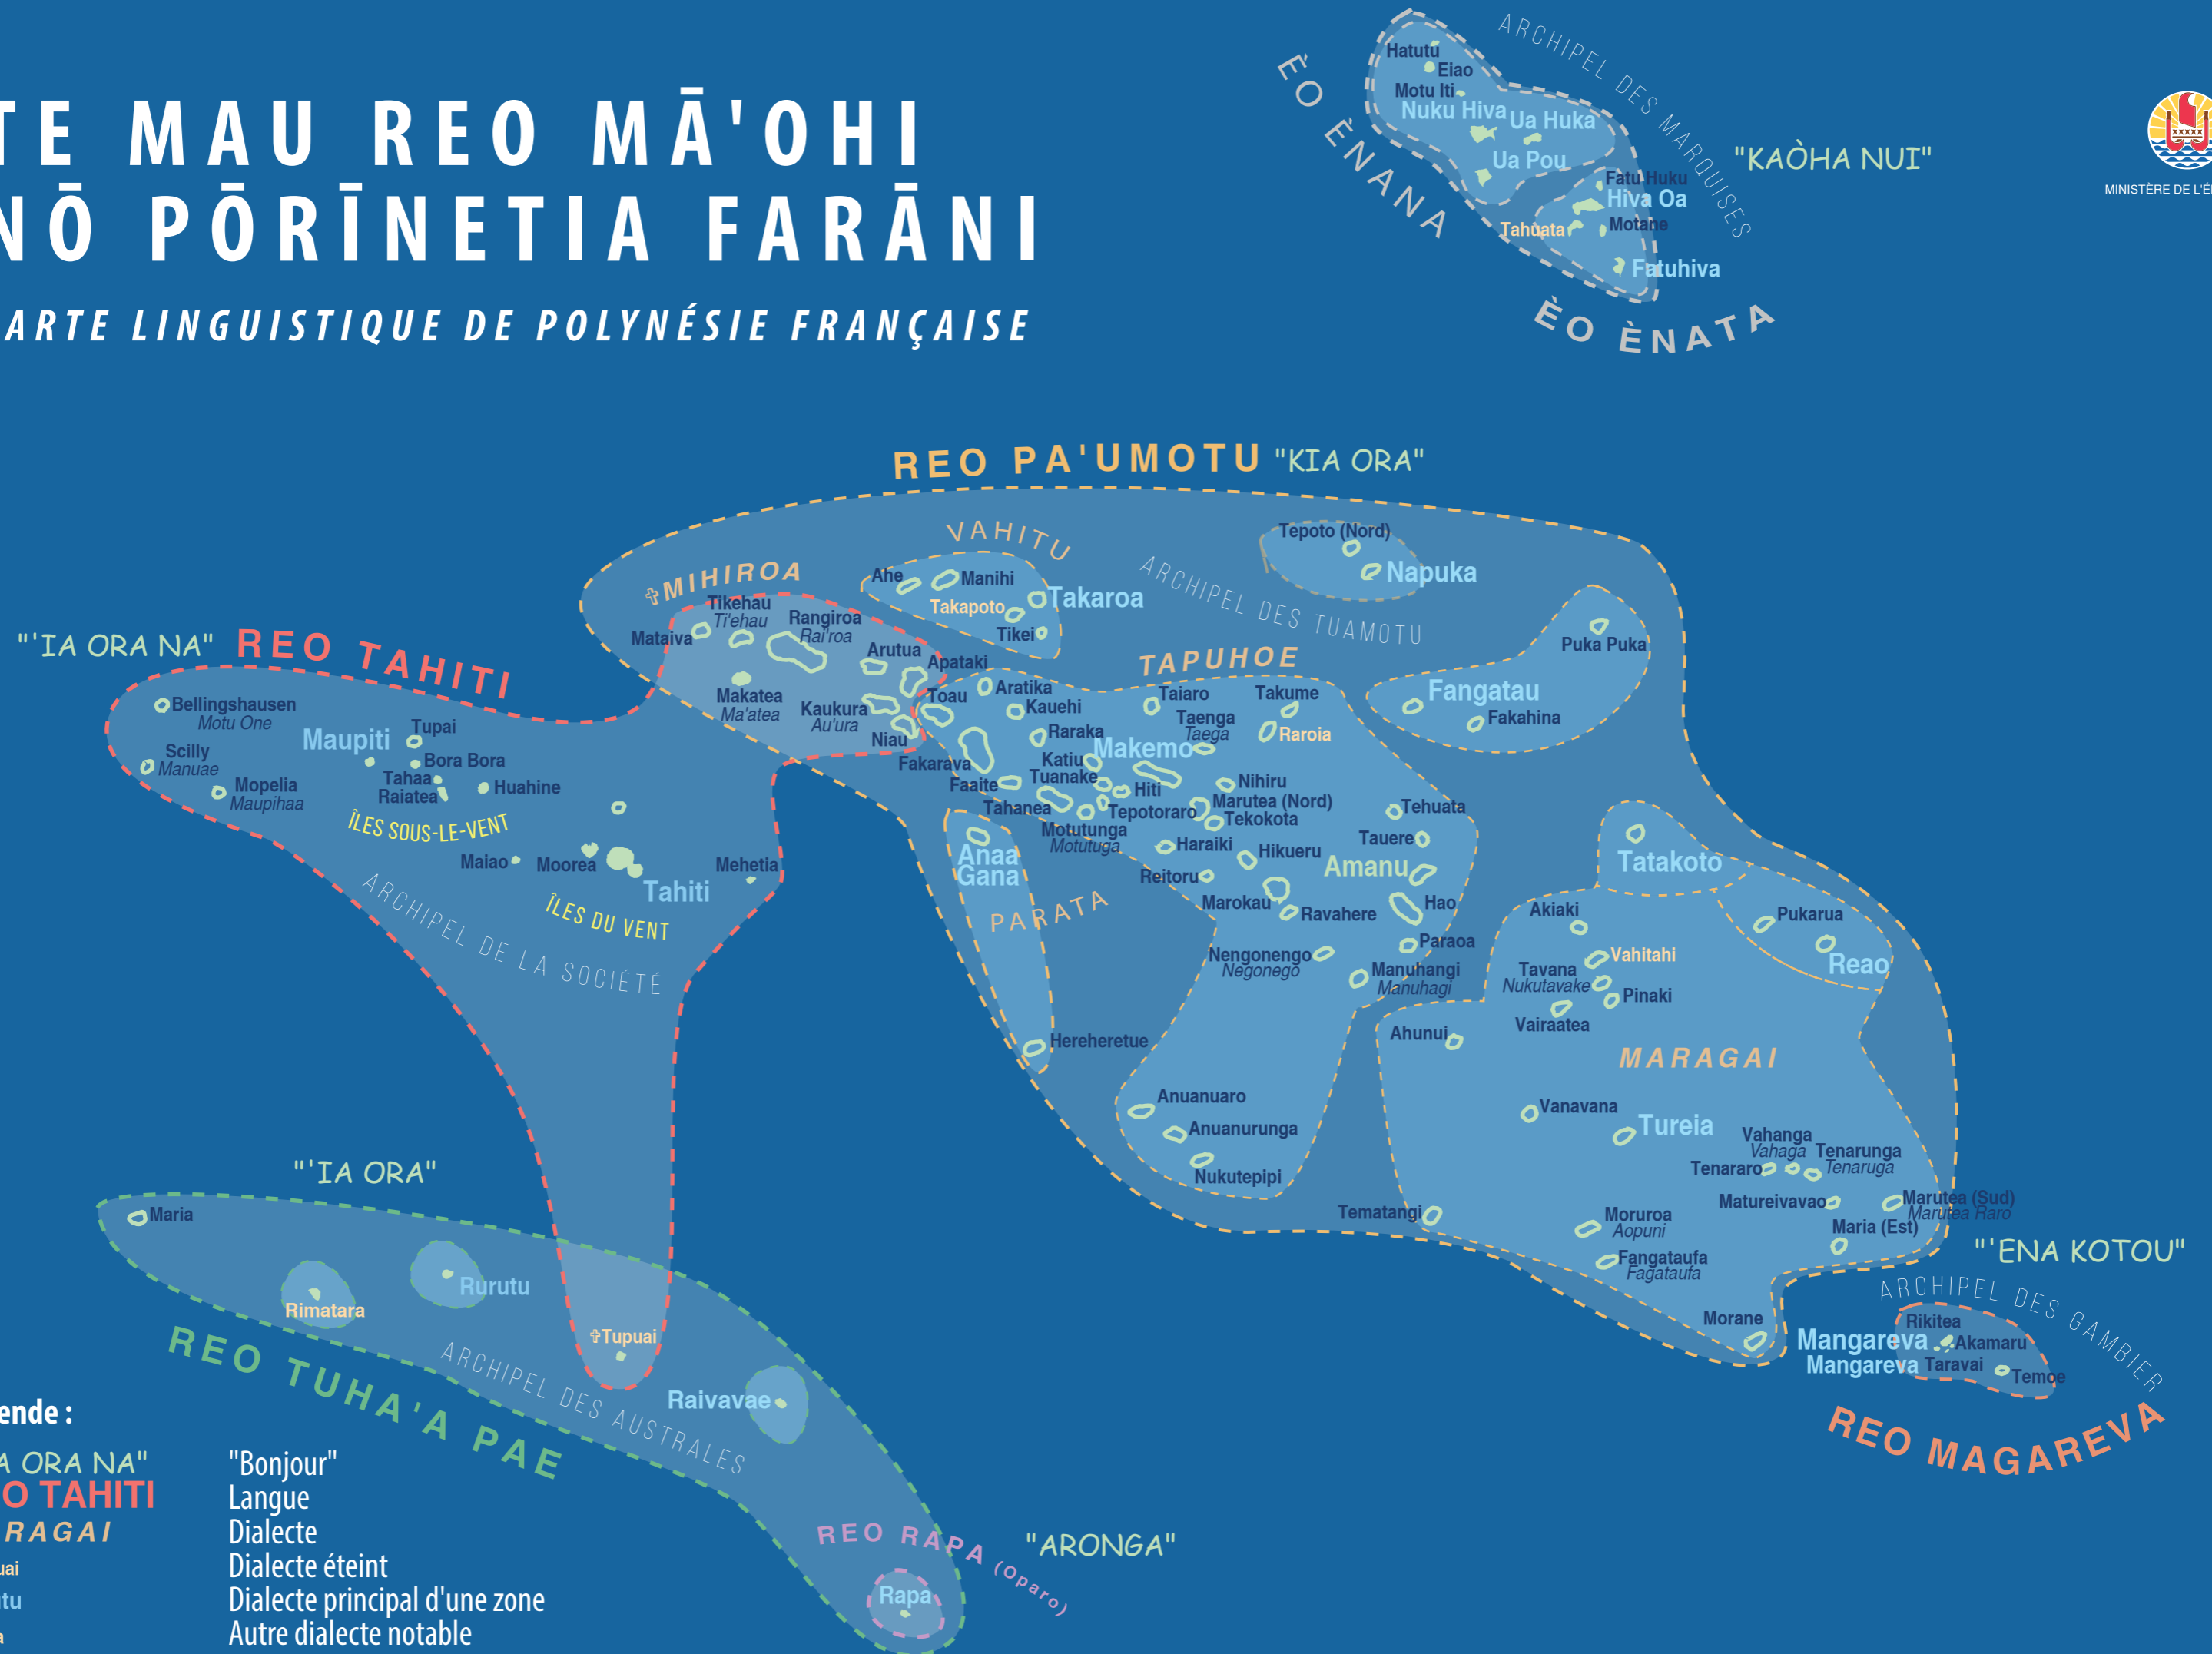 TE MAU REO MĀ'OHI
NŌ PŌRĪNETIA FARĀNI
ARTE LINGUISTIQUE DE POLYNÉSIE FRANÇAISE
ÈO ÈNANA
ARCHIPEL DES MARQUISES
Hatutu
Eiao
Motu Iti
Nuku Hiva
Ua Huka
Ua Pou
Fatu Huku
Hiva Oa
Tahuata
Motane
Fatuhiva
ÈO ÈNATA
"KAÒHA NUI"
MINISTÈRE DE L'É
REO PA'UMOTU "KIA ORA"
VAHITU
Ahe
Manihi
Takapoto
Takaroa
Tikei
ARCHIPEL DES TUAMOTU
Tepoto (Nord)
Napuka
Puka Puka
Fangatau
Fakahina
✞MIHIROA
Tikehau
Ti'ehau
Rangiroa
Rai'roa
Mataiva
Arutua
Apataki
Makatea
Ma'atea
Kaukura
Au'ura
Niau
TAPUHOE
Toau
Aratika
Kauehi
Raraka
Taiaro
Takume
Taenga
Taega
Raroia
Makemo
Katiu
Tuanake
Fakarava
Faaite
Hiti
Nihiru
Tahanea
Tepotoraro
Marutea (Nord)
Tekokota
Motutunga
Motutuga
Haraiki
Hikueru
Reitoru
Tehuata
Tauere
Amanu
Marokau
Ravahere
Hao
Paraoa
Nengonengo
Negonego
Manuhangi
Manuhagi
Anaa
Gana
PARATA
Hereheretue
Anuanuaro
Anuanurunga
Nukutepipi
Tatakoto
Pukarua
Reao
Akiaki
Vahitahi
Tavana
Nukutavake
Pinaki
Vairaatea
Ahunui
MARAGAI
Vanavana
Tureia
Vahanga
Vahaga
Tenarunga
Tenaruga
Tenararo
Matureivavao
Marutea (Sud)
Marutea Raro
Maria (Est)
Tematangi
Moruroa
Aopuni
Fangataufa
Fagataufa
Morane
"'ENA KOTOU"
ARCHIPEL DES GAMBIER
Rikitea
Mangareva
Akamaru
Mangareva
Taravai
Temoe
REO MAGAREVA
"'IA ORA NA" REO TAHITI
Bellingshausen
Motu One
Scilly
Manuae
Mopelia
Maupihaa
Maupiti
Tupai
Bora Bora
Tahaa
Raiatea
Huahine
ÎLES SOUS-LE-VENT
Maiao
Moorea
Tahiti
Mehetia
ÎLES DU VENT
ARCHIPEL DE LA SOCIÉTÉ
"'IA ORA"
Maria
Rimatara
Rurutu
✞Tupuai
Raivavae
REO TUHA'A PAE
ARCHIPEL DES AUSTRALES
REO RAPA (Oparo)
"ARONGA"
Rapa
ende :
A ORA NA" "Bonjour"
O TAHITI Langue
RAGAI Dialecte
uai Dialecte éteint
utu Dialecte principal d'une zone
a Autre dialecte notable